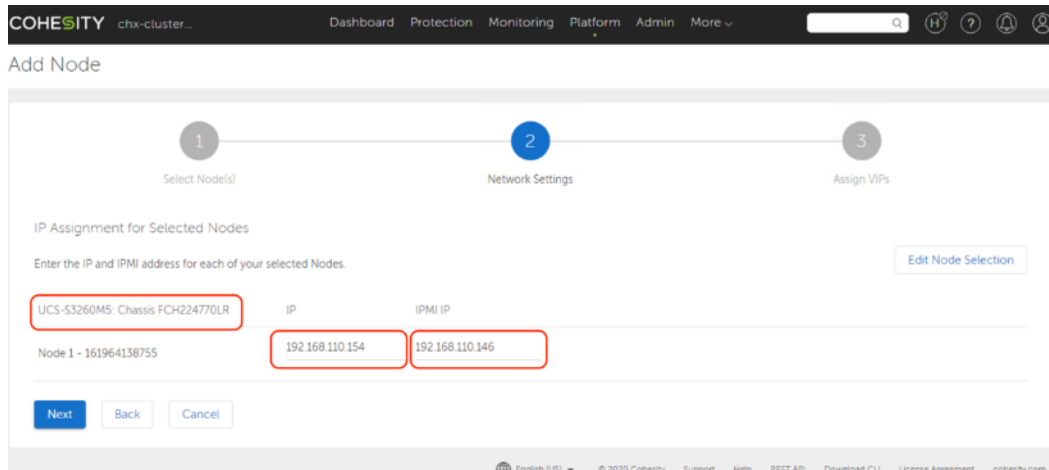 COHESITY chx-cluster... Dashboard Protection Monitoring Platform Admin More H ?
Add Node
1 2 3
Select Node(s) Network Settings Assign VIPs
IP Assignment for Selected Nodes
Enter the IP and IPMI address for each of your selected Nodes. Edit Node Selection
UCS-S3260M5: Chassis FCH224770LR IP IPMI IP
Node 1 - 161964138755 192.168.110.154 192.168.110.146
Next Back Cancel
English (US) © 2020 Cohesity Support Help REST API Download CLI License Agreement cohesity.com